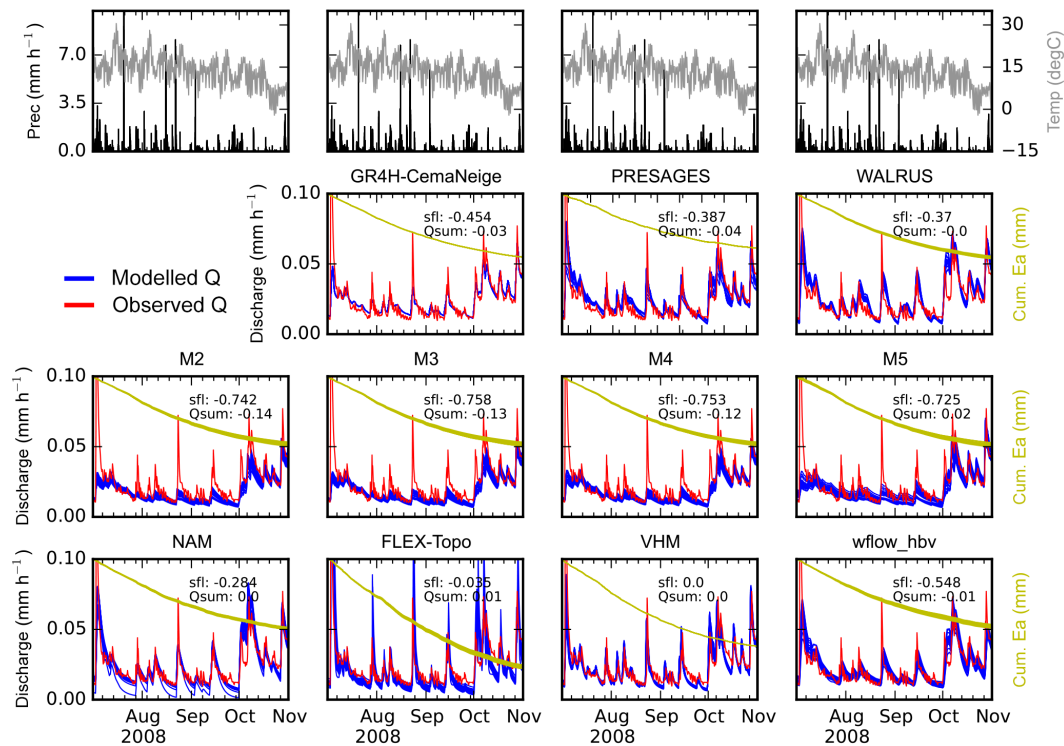 Prec (mm h⁻¹)
7.0
3.5
0.0
30
15
0
−15
Temp (degC)
GR4H-CemaNeige
PRESAGES
WALRUS
Modelled Q
Observed Q
Discharge (mm h⁻¹)
0.10
0.05
0.00
sfl: -0.454
Qsum: -0.03
sfl: -0.387
Qsum: -0.04
sfl: -0.37
Qsum: -0.0
Cum. Ea (mm)
M2
M3
M4
M5
Discharge (mm h⁻¹)
0.10
0.05
0.00
sfl: -0.742
Qsum: -0.14
sfl: -0.758
Qsum: -0.13
sfl: -0.753
Qsum: -0.12
sfl: -0.725
Qsum: 0.02
Cum. Ea (mm)
NAM
FLEX-Topo
VHM
wflow_hbv
Discharge (mm h⁻¹)
0.10
0.05
0.00
sfl: -0.284
Qsum: 0.0
sfl: -0.035
Qsum: 0.01
sfl: 0.0
Qsum: 0.0
sfl: -0.548
Qsum: -0.01
Cum. Ea (mm)
Aug Sep Oct Nov
2008
Aug Sep Oct Nov
2008
Aug Sep Oct Nov
2008
Aug Sep Oct Nov
2008